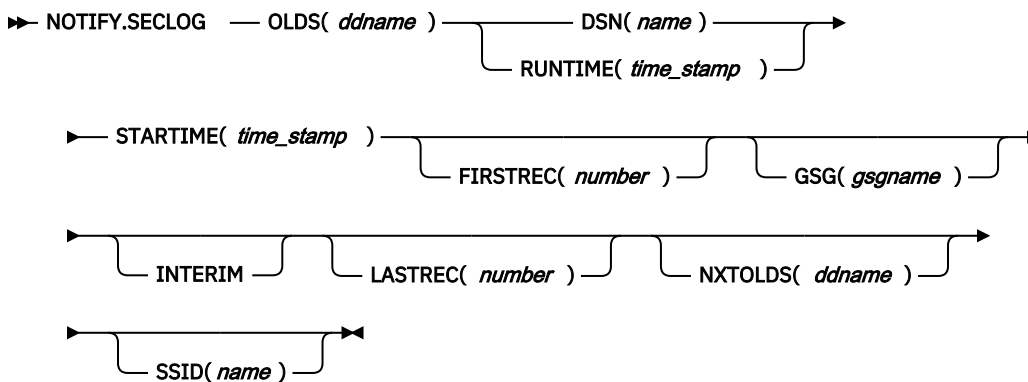 NOTIFY.SECLOG OLDS( ddname ) DSN( name )
RUNTIME( time_stamp )
STARTIME( time_stamp )
FIRSTREC( number ) GSG( gsgname )
INTERIM LASTREC( number ) NXTOLDS( ddname )
SSID( name )